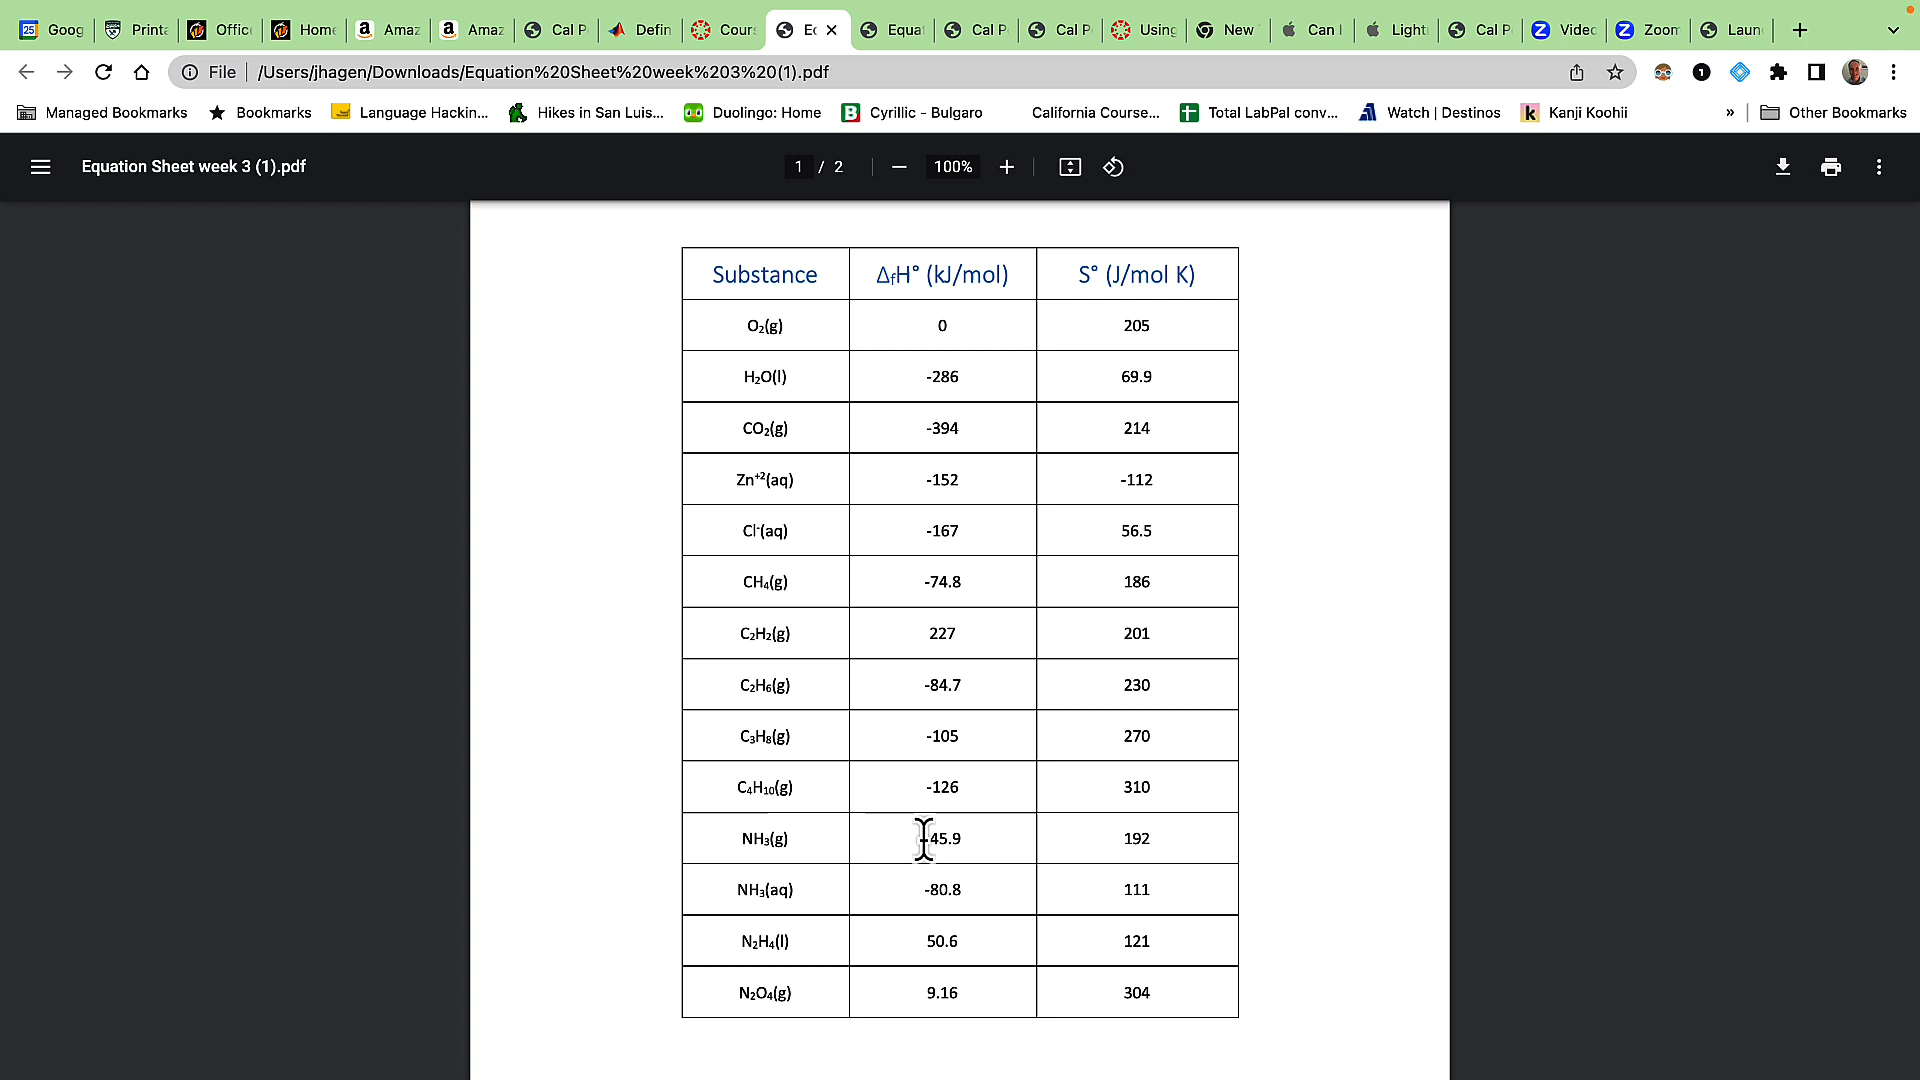 25 Goog Printa Offic Home Amaz Amaz Cal P Defin Cours Ec Equa Cal P Cal P Using New Can I Light Cal P Videc Zoom Laun
File /Users/jhagen/Downloads/Equation%20Sheet%20week%203%20(1).pdf
Managed Bookmarks Bookmarks Language Hackin... Hikes in San Luis... Duolingo: Home Cyrillic - Bulgaro California Course... Total LabPal conv... Watch | Destinos Kanji Koohii » Other Bookmarks
Equation Sheet week 3 (1).pdf 1 / 2 100%
Substance ΔfH° (kJ/mol) S° (J/mol K)
O₂(g) 0 205
H₂O(l) -286 69.9
CO₂(g) -394 214
Zn⁺²(aq) -152 -112
Cl⁻(aq) -167 56.5
CH₄(g) -74.8 186
C₂H₂(g) 227 201
C₂H₆(g) -84.7 230
C₃H₈(g) -105 270
C₄H₁₀(g) -126 310
NH₃(g) -45.9 192
NH₃(aq) -80.8 111
N₂H₄(l) 50.6 121
N₂O₄(g) 9.16 304